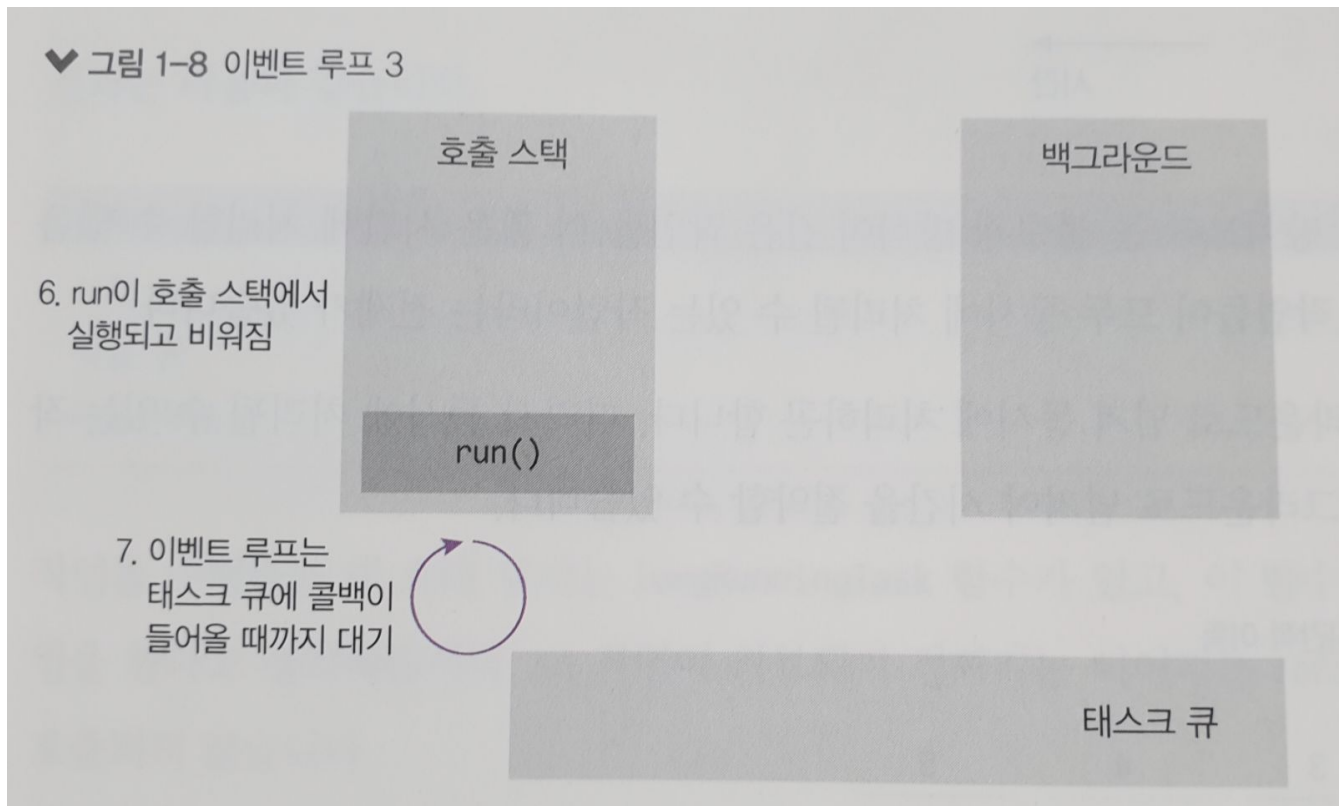 그림 1-8 이벤트 루프 3
호출 스택
백그라운드
6. run이 호출 스택에서
실행되고 비워짐
run()
7. 이벤트 루프는
태스크 큐에 콜백이
들어올 때까지 대기
태스크 큐